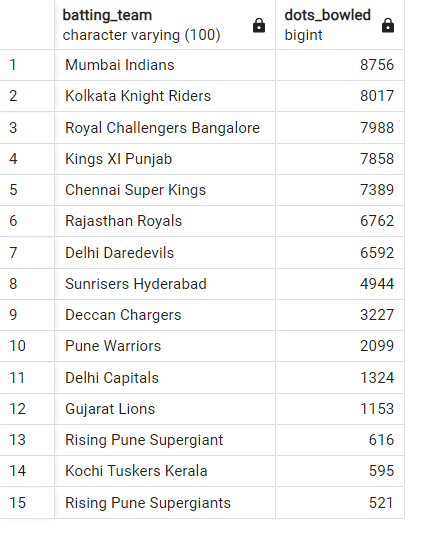 batting_team dots_bowled
character varying (100) bigint
1 Mumbai Indians 8756
2 Kolkata Knight Riders 8017
3 Royal Challengers Bangalore 7988
4 Kings XI Punjab 7858
5 Chennai Super Kings 7389
6 Rajasthan Royals 6762
7 Delhi Daredevils 6592
8 Sunrisers Hyderabad 4944
9 Deccan Chargers 3227
10 Pune Warriors 2099
11 Delhi Capitals 1324
12 Gujarat Lions 1153
13 Rising Pune Supergiant 616
14 Kochi Tuskers Kerala 595
15 Rising Pune Supergiants 521